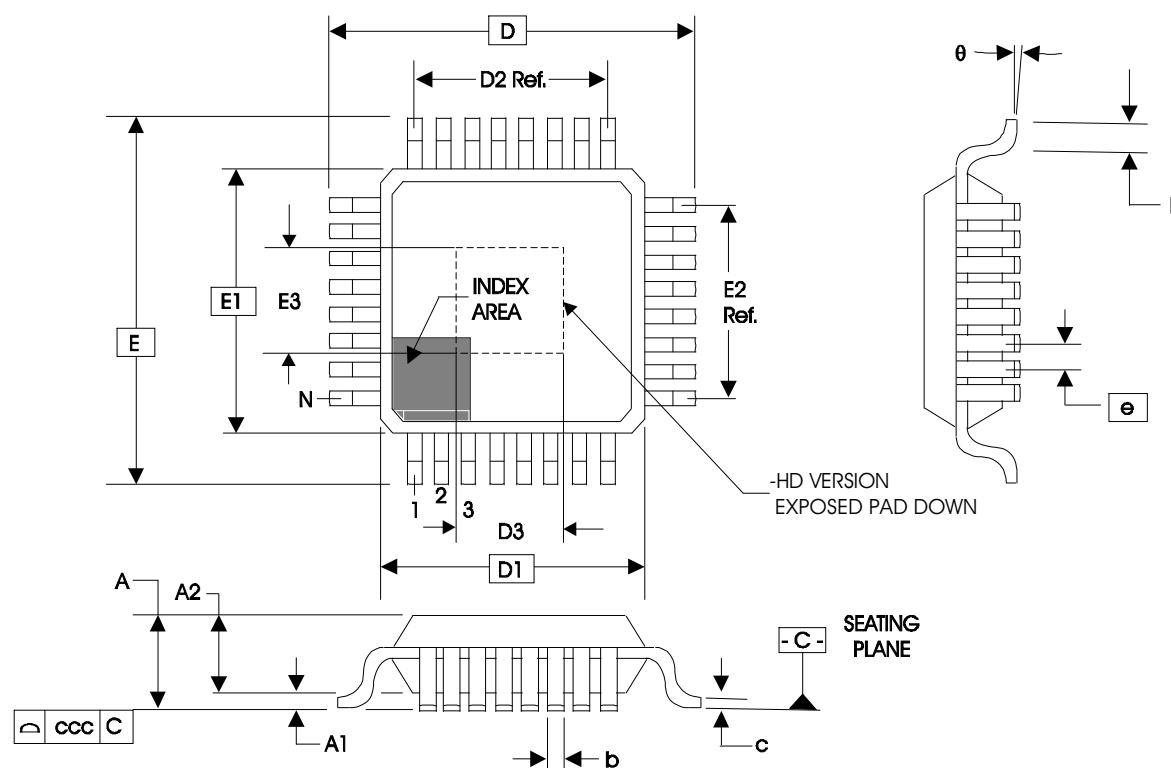 D
D2 Ref.
θ
E
E1
E3
INDEX
AREA
E2
Ref.
N
e
1
2
3
D3
-HD VERSION
EXPOSED PAD DOWN
D1
A
A2
- C -
SEATING
PLANE
ccc C
A1
b
c